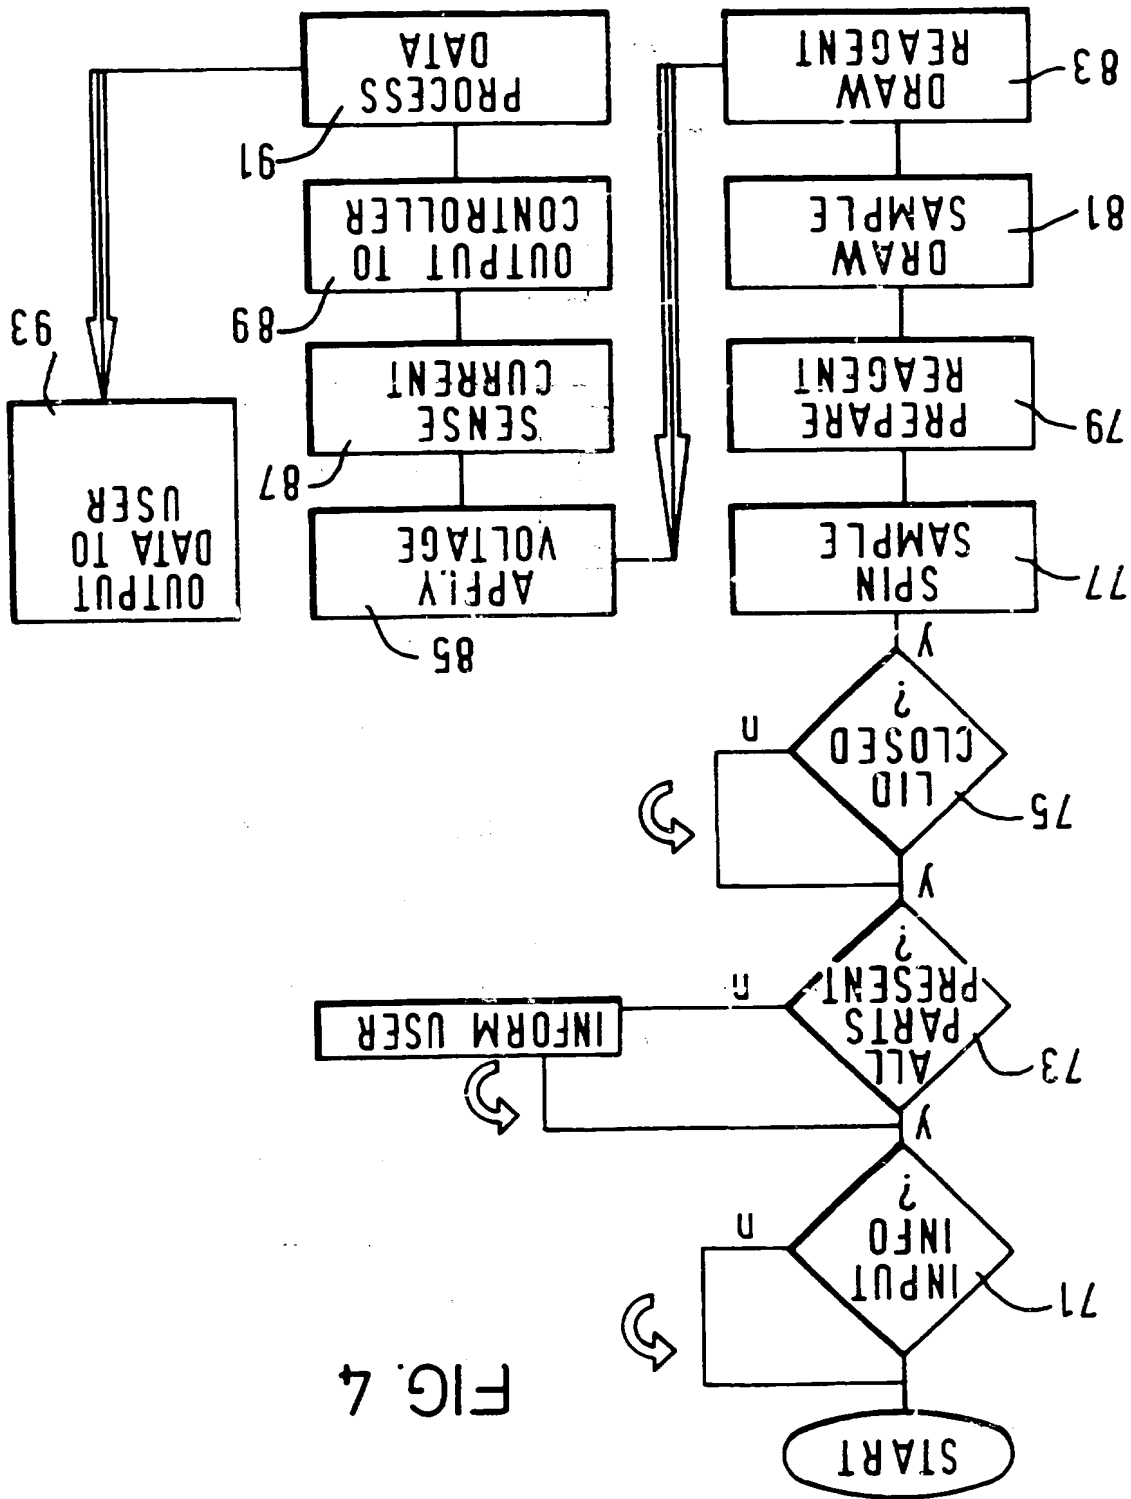 FIG. 4
START
INPUT
INFO
?
71
n
y
ALL
PARTS
PRESENT
?
73
n
INFORM USER
y
LID
CLOSED
?
75
n
y
SPIN
SAMPLE
77
PREPARE
REAGENT
79
DRAW
SAMPLE
81
DRAW
REAGENT
83
85
APPLY
VOLTAGE
87
SENSE
CURRENT
89
OUTPUT TO
CONTROLLER
91
PROCESS
DATA
OUTPUT
DATA TO
USER
93